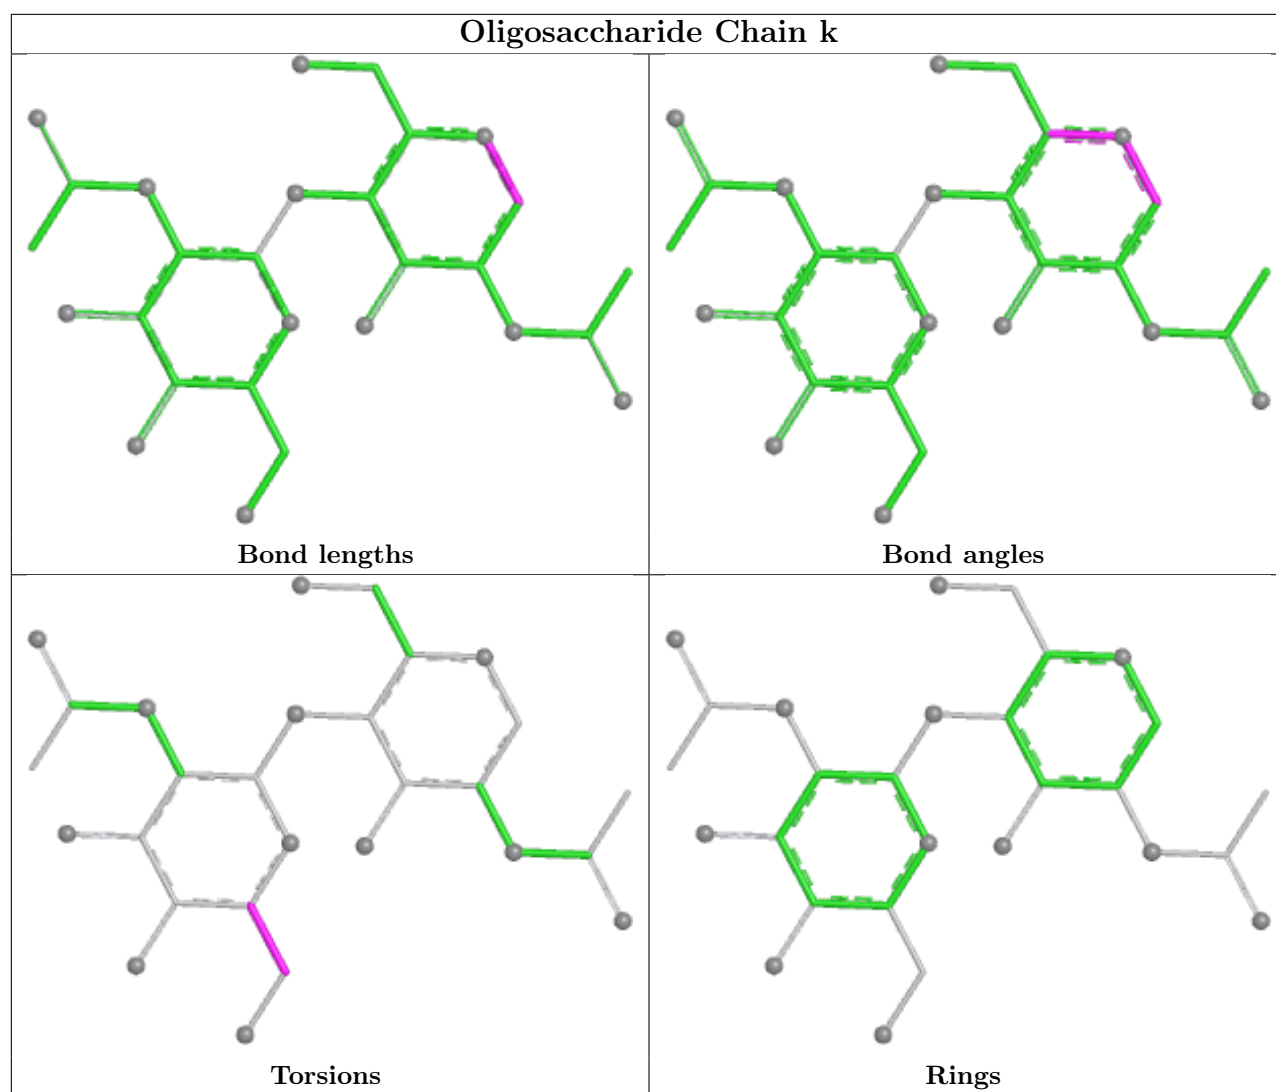 Oligosaccharide Chain k
Bond lengths
Bond angles
Torsions
Rings